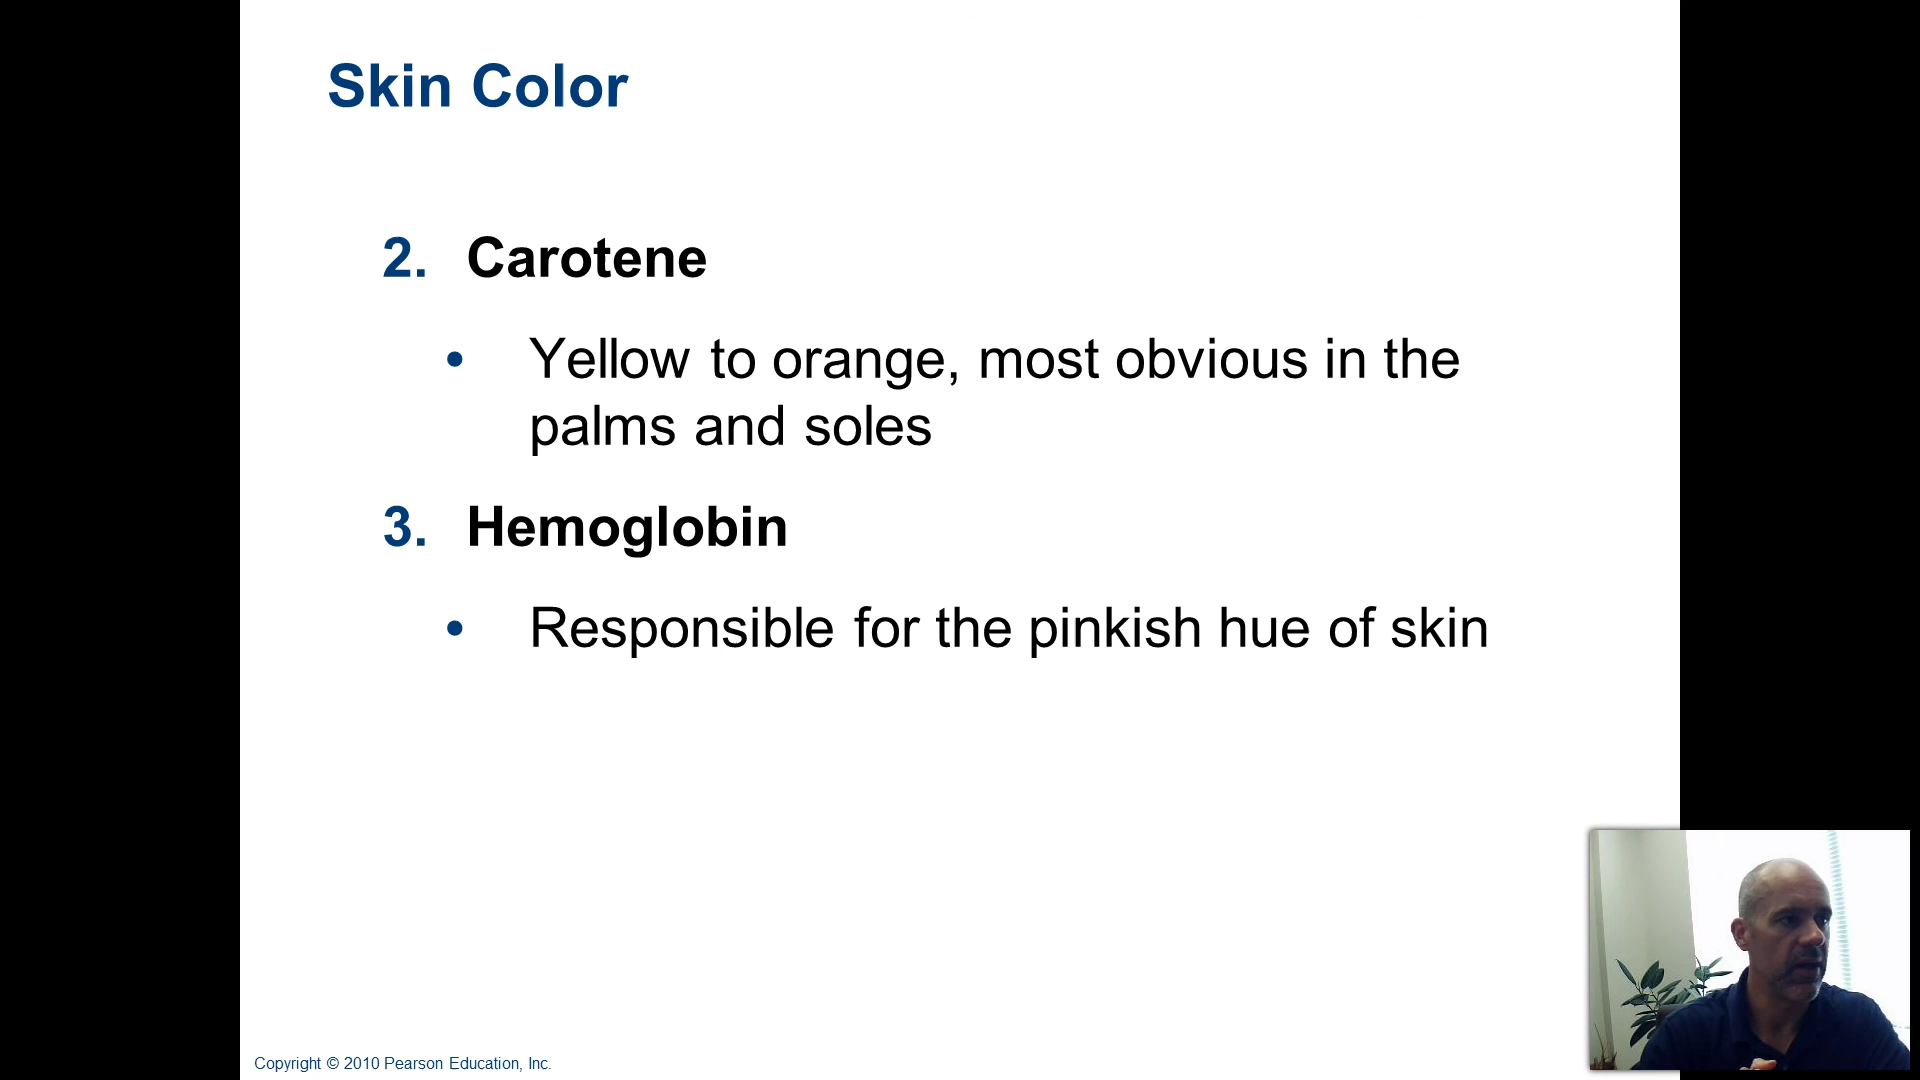 Skin Color
2. Carotene
• Yellow to orange, most obvious in the
palms and soles
3. Hemoglobin
• Responsible for the pinkish hue of skin
Copyright © 2010 Pearson Education, Inc.